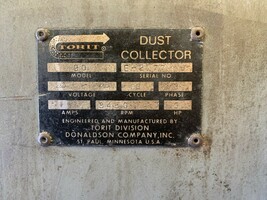 TORIT
DUST
COLLECTOR
MODEL SERIAL NO
VOLTAGE CYCLE PHASE
AMPS RPM HP
ENGINEERED AND MANUFACTURED BY
TORIT DIVISION
DONALDSON COMPANY, INC.
ST. PAUL, MINNESOTA U.S.A.